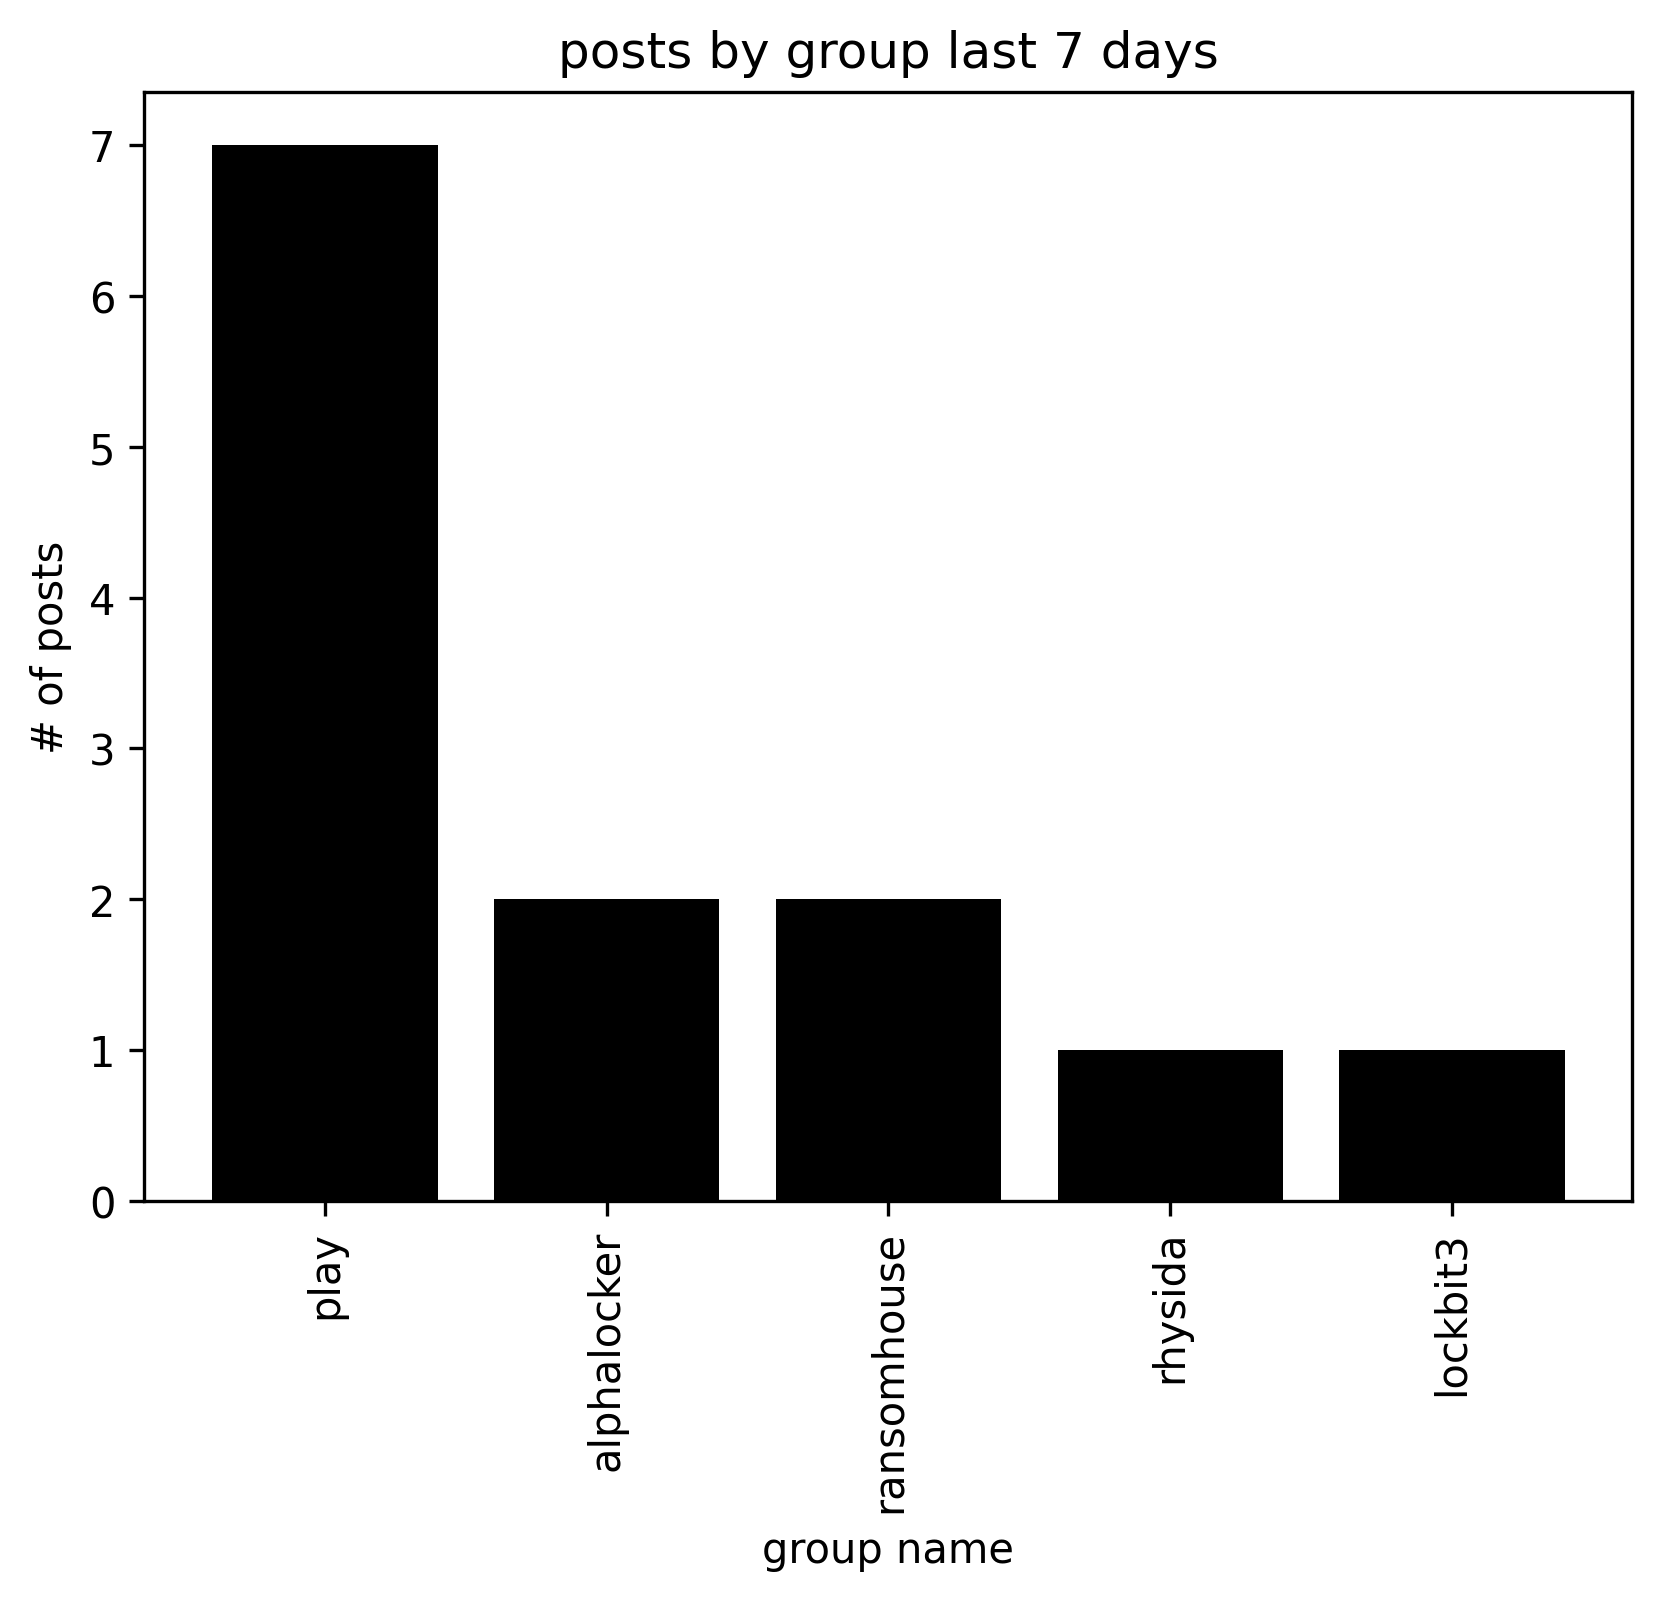 posts by group last 7 days
# of posts
7
6
5
4
3
2
1
0
play
alphalocker
ransomhouse
rhysida
lockbit3
group name